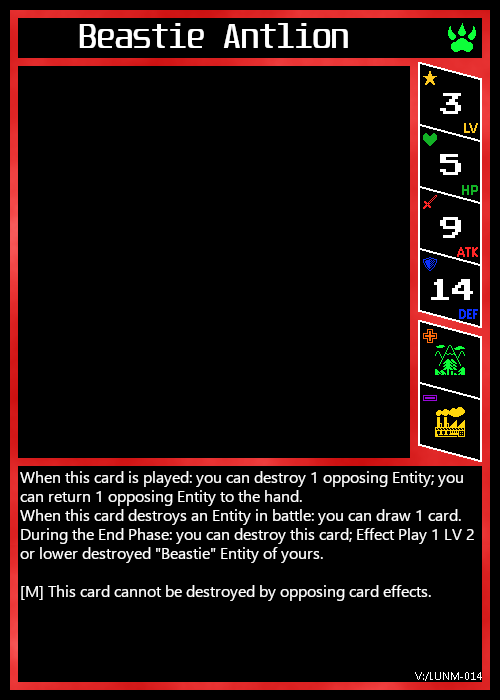 Beastie Antlion
3
LV
5
HP
9
ATK
14
DEF
When this card is played: you can destroy 1 opposing Entity; you
can return 1 opposing Entity to the hand.
When this card destroys an Entity in battle: you can draw 1 card.
During the End Phase: you can destroy this card; Effect Play 1 LV 2
or lower destroyed "Beastie" Entity of yours.
[M] This card cannot be destroyed by opposing card effects.
V:/LUNM-014